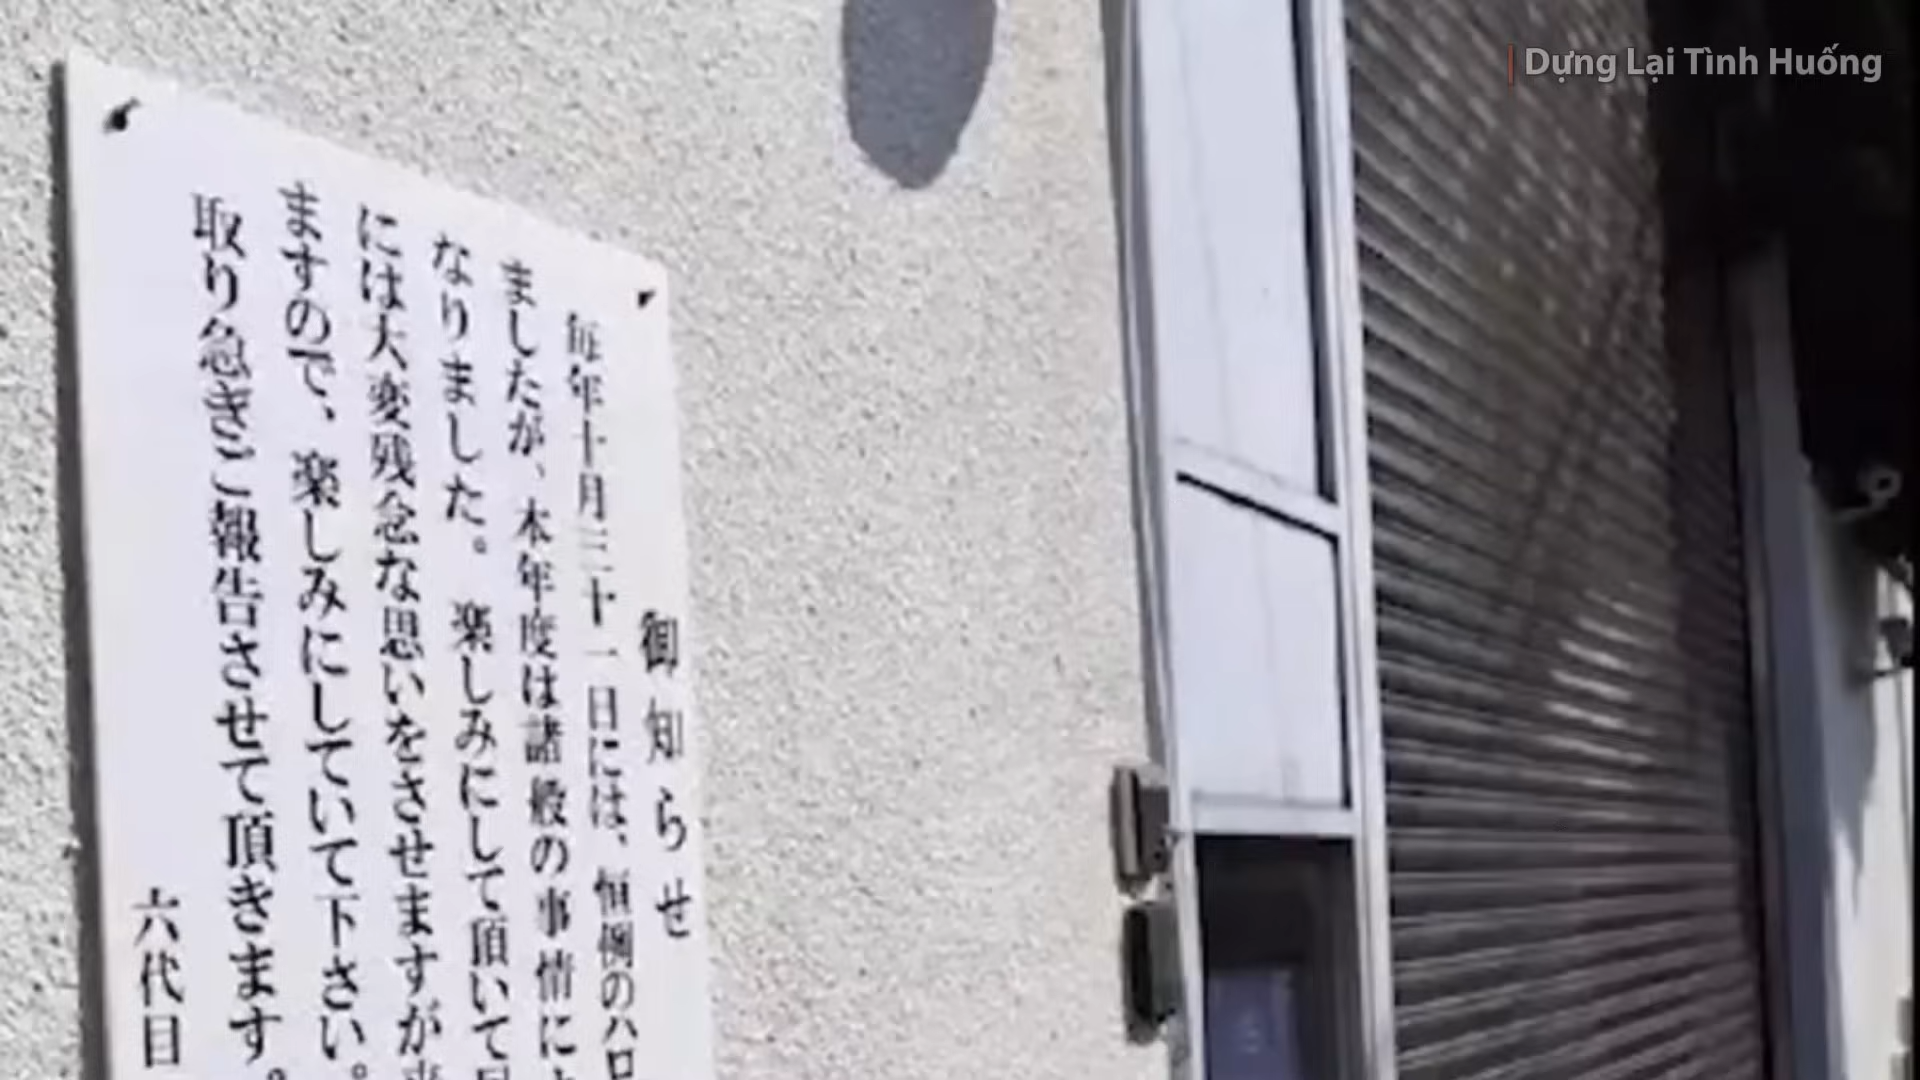 Dựng Lại Tình Huống
御知らせ
毎年十月三十一日には、恒例のハロ
ましたが、本年度は諸般の事情によ
なりました。楽しみにして頂いて
には大変残念な思いをさせますが来
ますので、楽しみにしていて下さい。
取り急ぎご報告させて頂きます。
六代目